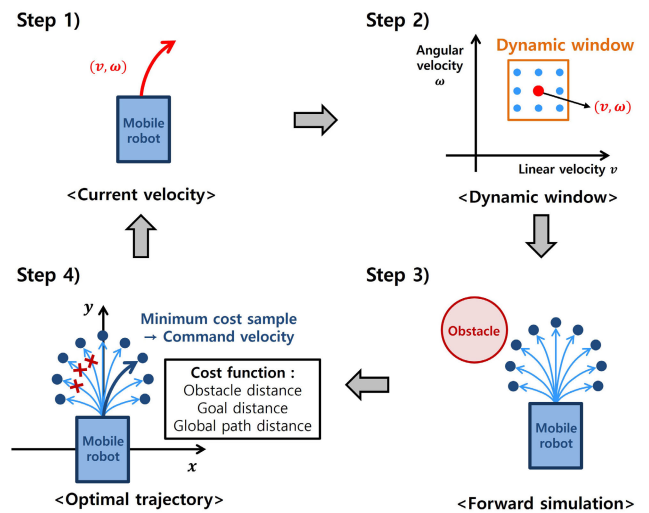 Step 1)
(v, ω)
Mobile
robot
<Current velocity>
Step 2)
Angular
velocity
ω
Dynamic window
(v, ω)
Linear velocity v
<Dynamic window>
Step 4)
y
Minimum cost sample
→ Command velocity
Cost function :
Obstacle distance
Goal distance
Global path distance
Mobile
robot
x
<Optimal trajectory>
Step 3)
Obstacle
Mobile
robot
<Forward simulation>